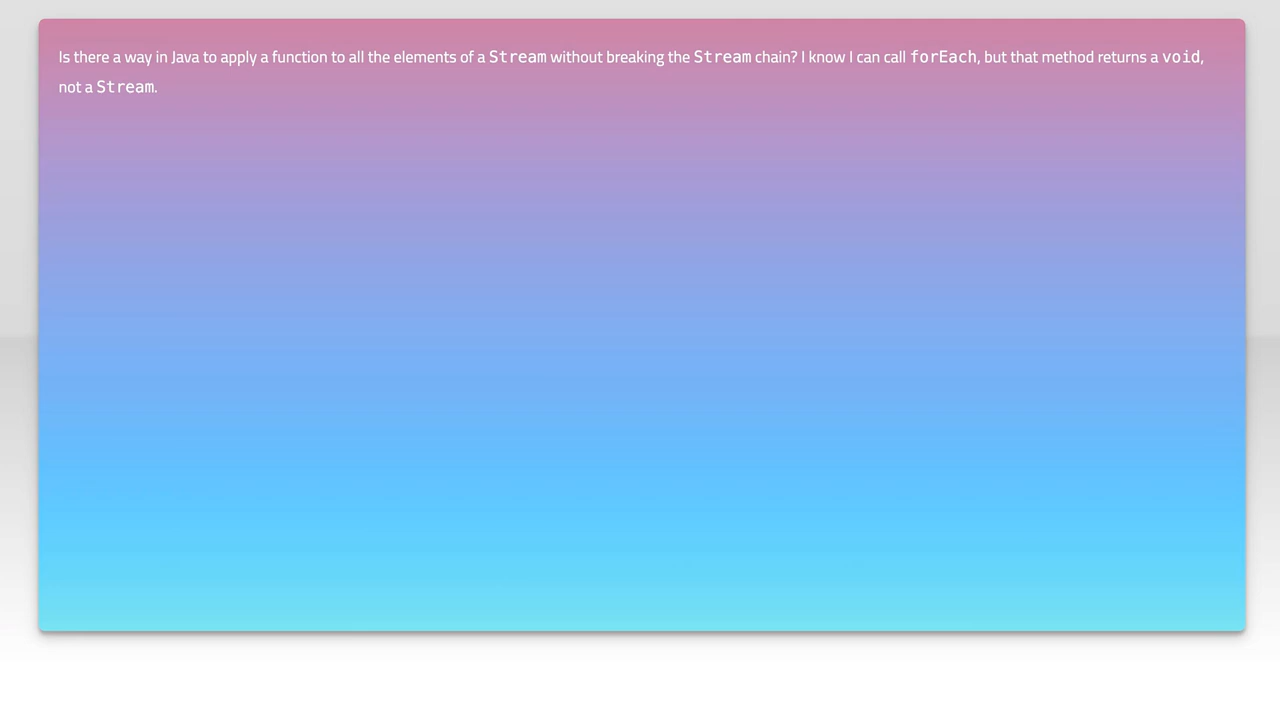 Is there a way in Java to apply a function to all the elements of a Stream without breaking the Stream chain? I know I can call forEach, but that method returns a void,
not a Stream.